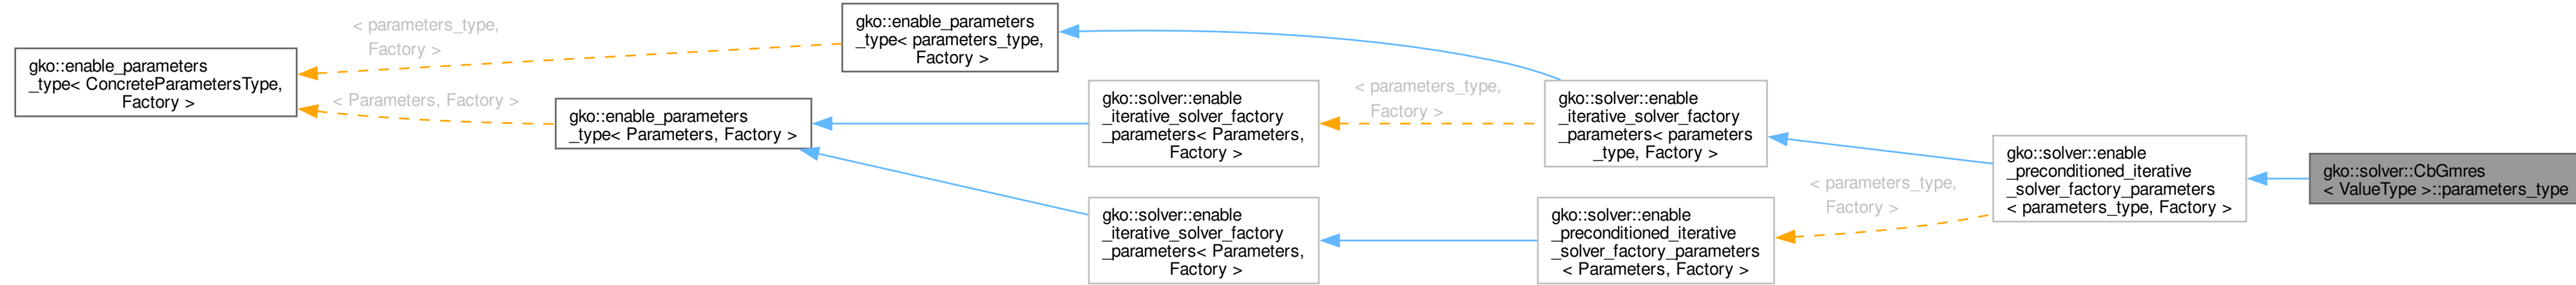 gko::enable_parameters
_type< ConcreteParametersType,
Factory >
< parameters_type,
Factory >
< Parameters, Factory >
gko::enable_parameters
_type< parameters_type,
Factory >
gko::enable_parameters
_type< Parameters, Factory >
gko::solver::enable
_iterative_solver_factory
_parameters< Parameters,
Factory >
gko::solver::enable
_iterative_solver_factory
_parameters< Parameters,
Factory >
< parameters_type,
Factory >
gko::solver::enable
_iterative_solver_factory
_parameters< parameters
_type, Factory >
gko::solver::enable
_preconditioned_iterative
_solver_factory_parameters
< Parameters, Factory >
< parameters_type,
Factory >
gko::solver::enable
_preconditioned_iterative
_solver_factory_parameters
< parameters_type, Factory >
gko::solver::CbGmres
< ValueType >::parameters_type